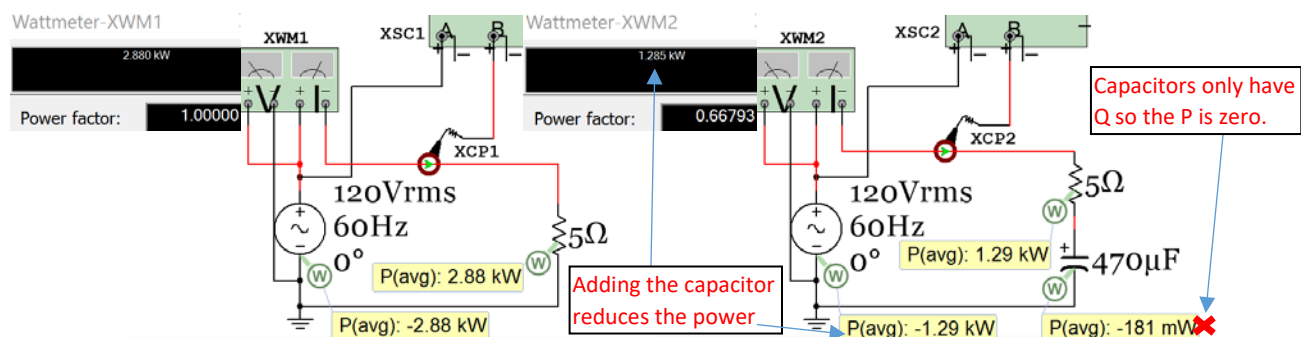 Wattmeter-XWM1
2.880 kW
Power factor:
1.00000
XWM1
V
I
XSC1
A
B
XCP1
120Vrms
60Hz
0°
5Ω
W
W
P(avg): 2.88 kW
P(avg): -2.88 kW
Wattmeter-XWM2
1.285 kW
Power factor:
0.66793
XWM2
V
I
XSC2
A
B
XCP2
120Vrms
60Hz
0°
5Ω
470µF
W
W
W
P(avg): 1.29 kW
P(avg): -1.29 kW
P(avg): -181 mW
Adding the capacitor
reduces the power
Capacitors only have
Q so the P is zero.